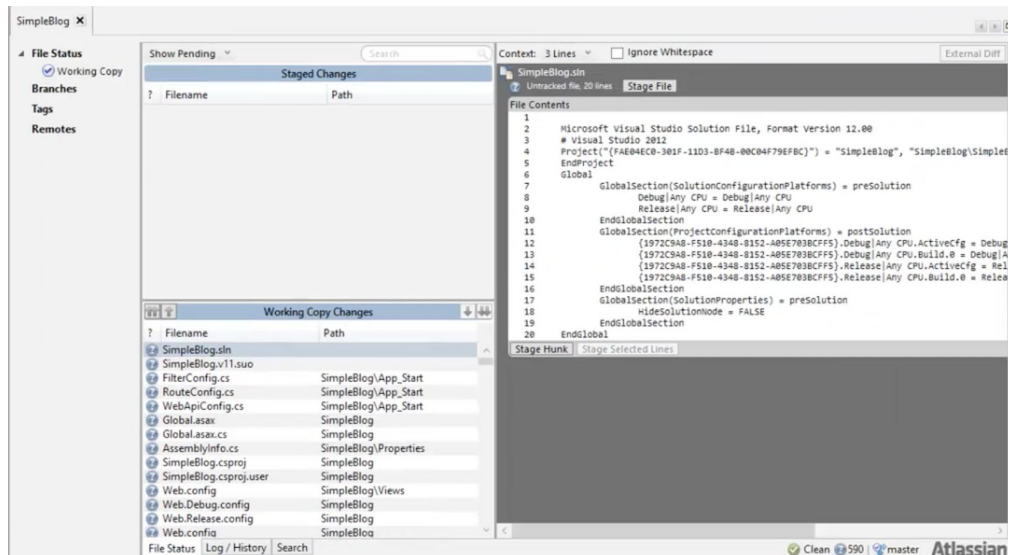 SimpleBlog
File Status
Working Copy
Branches
Tags
Remotes
Show Pending
Search
Staged Changes
? Filename Path
Working Copy Changes
? Filename Path
SimpleBlog.sln
SimpleBlog.v11.suo
FilterConfig.cs SimpleBlog\App_Start
RouteConfig.cs SimpleBlog\App_Start
WebApiConfig.cs SimpleBlog\App_Start
Global.asax SimpleBlog
Global.asax.cs SimpleBlog
AssemblyInfo.cs SimpleBlog\Properties
SimpleBlog.csproj SimpleBlog
SimpleBlog.csproj.user SimpleBlog
Web.config SimpleBlog\Views
Web.Debug.config SimpleBlog
Web.Release.config SimpleBlog
Web.config SimpleBlog
File Status Log / History Search
Context: 3 Lines Ignore Whitespace External Diff
SimpleBlog.sln
Untracked file, 20 lines Stage File
File Contents
1
2 Microsoft Visual Studio Solution File, Format Version 12.00
3 # Visual Studio 2012
4 Project("{FAE04EC0-301F-11D3-BF4B-00C04F79EFBC}") = "SimpleBlog", "SimpleBlog\SimpleB
5 EndProject
6 Global
7 GlobalSection(SolutionConfigurationPlatforms) = preSolution
8 Debug|Any CPU = Debug|Any CPU
9 Release|Any CPU = Release|Any CPU
10 EndGlobalSection
11 GlobalSection(ProjectConfigurationPlatforms) = postSolution
12 {1972C9A8-F510-4348-8152-A05E703BCFF5}.Debug|Any CPU.ActiveCfg = Debug
13 {1972C9A8-F510-4348-8152-A05E703BCFF5}.Debug|Any CPU.Build.0 = Debug|A
14 {1972C9A8-F510-4348-8152-A05E703BCFF5}.Release|Any CPU.ActiveCfg = Rel
15 {1972C9A8-F510-4348-8152-A05E703BCFF5}.Release|Any CPU.Build.0 = Relea
16 EndGlobalSection
17 GlobalSection(SolutionProperties) = preSolution
18 HideSolutionNode = FALSE
19 EndGlobalSection
20 EndGlobal
Stage Hunk Stage Selected Lines
Clean 590 master Atlassian